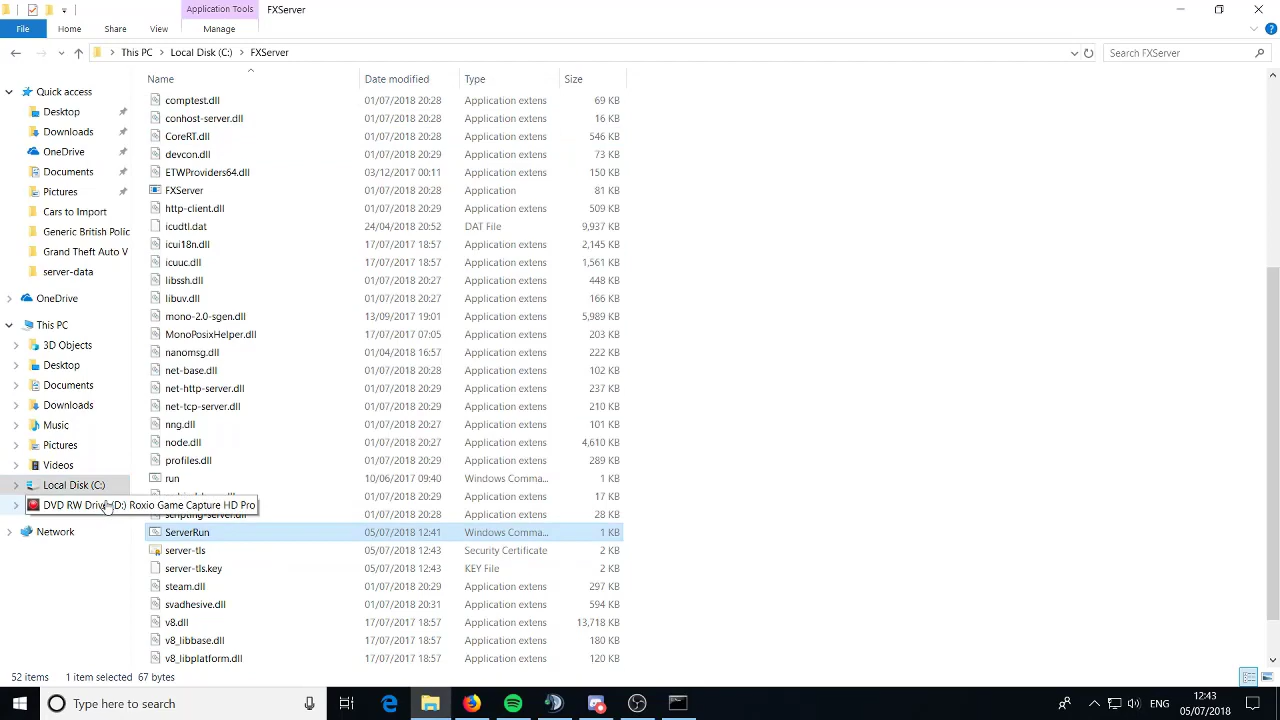 Application Tools FXServer
File Home Share View Manage
This PC Local Disk (C:) FXServer Search FXServer
Name Date modified Type Size
Quick access
Desktop
Downloads
OneDrive
Documents
Pictures
Cars to Import
Generic British Polic
Grand Theft Auto V
server-data
OneDrive
This PC
3D Objects
Desktop
Documents
Downloads
Music
Pictures
Videos
Local Disk (C:)
DVD RW Drive (D:) Roxio Game Capture HD Pro
Network
comptest.dll 01/07/2018 20:28 Application extens 69 KB
conhost-server.dll 01/07/2018 20:28 Application extens 16 KB
CoreRT.dll 01/07/2018 20:28 Application extens 546 KB
devcon.dll 01/07/2018 20:29 Application extens 73 KB
ETWProviders64.dll 03/12/2017 00:11 Application extens 150 KB
FXServer 01/07/2018 20:28 Application 81 KB
http-client.dll 01/07/2018 20:29 Application extens 509 KB
icudtl.dat 24/04/2018 20:52 DAT File 9,937 KB
icui18n.dll 17/07/2017 18:57 Application extens 2,145 KB
icuuc.dll 17/07/2017 18:57 Application extens 1,561 KB
libssh.dll 01/07/2018 20:27 Application extens 448 KB
libuv.dll 01/07/2018 20:27 Application extens 166 KB
mono-2.0-sgen.dll 13/09/2017 19:01 Application extens 5,989 KB
MonoPosixHelper.dll 17/07/2017 07:05 Application extens 203 KB
nanomsg.dll 01/04/2018 16:57 Application extens 222 KB
net-base.dll 01/07/2018 20:28 Application extens 102 KB
net-http-server.dll 01/07/2018 20:29 Application extens 237 KB
net-tcp-server.dll 01/07/2018 20:29 Application extens 210 KB
nng.dll 01/07/2018 20:27 Application extens 101 KB
node.dll 01/07/2018 20:27 Application extens 4,610 KB
profiles.dll 01/07/2018 20:29 Application extens 289 KB
run 10/06/2017 09:40 Windows Comma... 1 KB
01/07/2018 20:29 Application extens 17 KB
scripting-server.dll 01/07/2018 20:29 Application extens 28 KB
ServerRun 05/07/2018 12:41 Windows Comma... 1 KB
server-tls 05/07/2018 12:43 Security Certificate 2 KB
server-tls.key 05/07/2018 12:43 KEY File 2 KB
steam.dll 01/07/2018 20:29 Application extens 297 KB
svadhesive.dll 01/07/2018 20:31 Application extens 594 KB
v8.dll 17/07/2017 18:57 Application extens 13,718 KB
v8_libbase.dll 17/07/2017 18:57 Application extens 180 KB
v8_libplatform.dll 17/07/2017 18:57 Application extens 120 KB
52 items 1 item selected 67 bytes
Type here to search ENG 12:43
05/07/2018